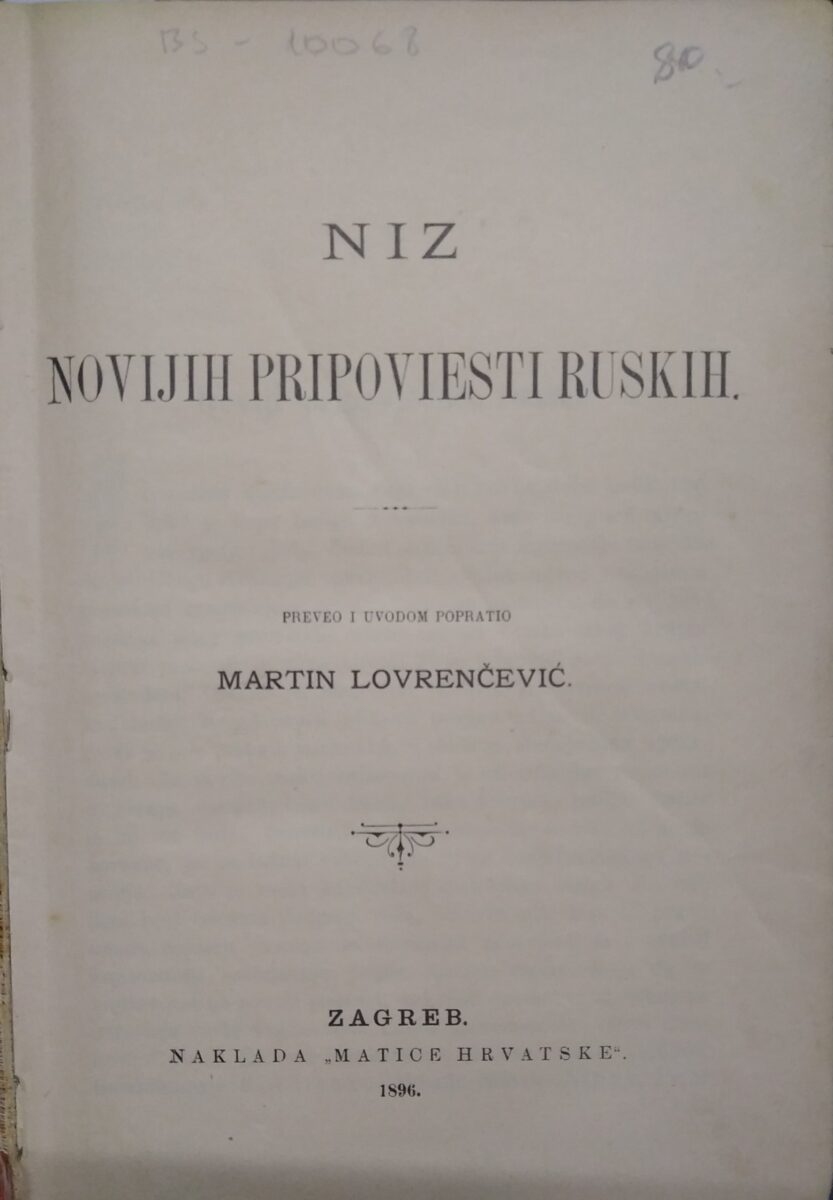 BS - 10068
80.-
NIZ
NOVIJIH PRIPOVIESTI RUSKIH.
PREVEO I UVODOM POPRATIO
MARTIN LOVRENČEVIĆ.
ZAGREB.
NAKLADA „MATICE HRVATSKE“.
1896.